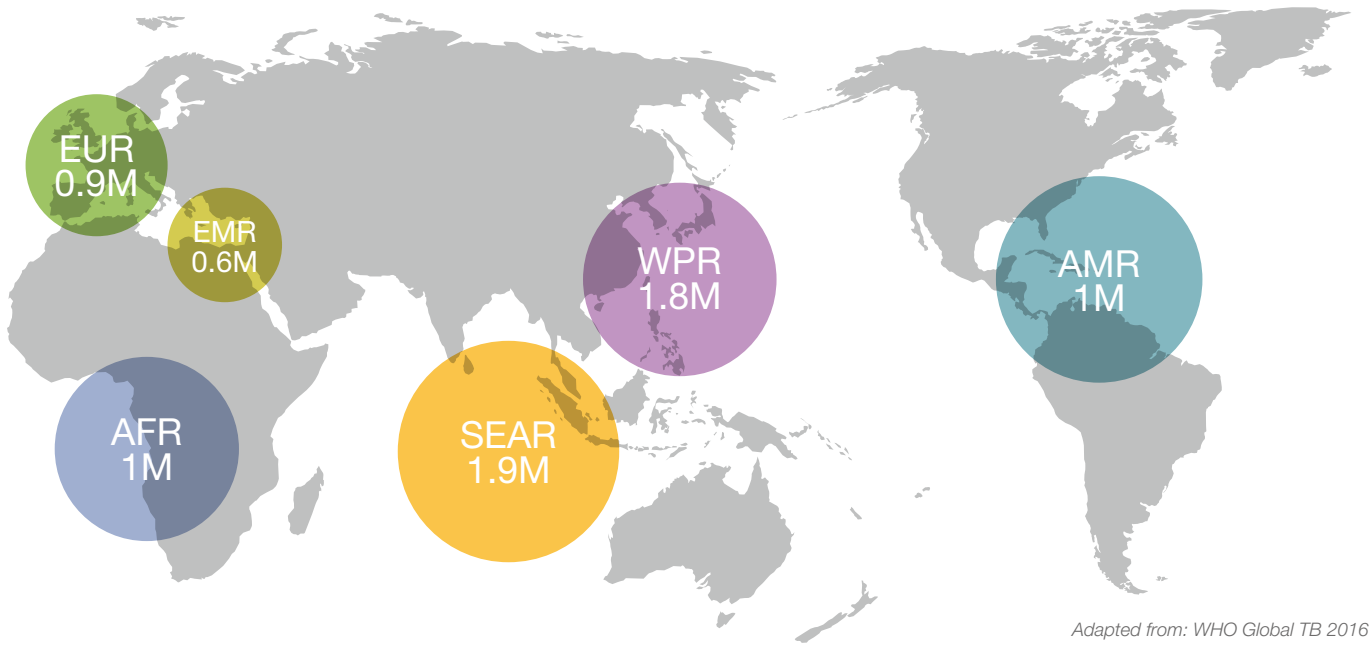 EUR
0.9M
EMR
0.6M
WPR
1.8M
AMR
1M
AFR
1M
SEAR
1.9M
Adapted from: WHO Global TB 2016